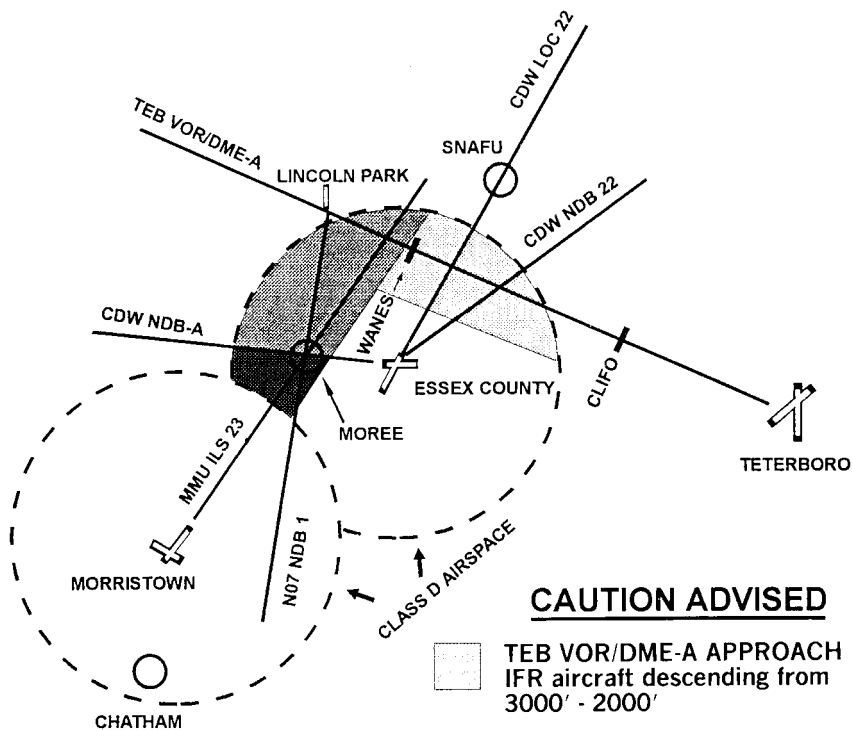 CDW LOC 22
TEB VOR/DME-A
SNAFU
LINCOLN PARK
CDW NDB 22
CDW NDB-A
WANES
ESSEX COUNTY
CLIFO
MOREE
TETERBORO
MMU ILS 23
N07 NDB 1
MORRISTOWN
CLASS D AIRSPACE
CHATHAM
CAUTION ADVISED
TEB VOR/DME-A APPROACH
IFR aircraft descending from
3000' - 2000'